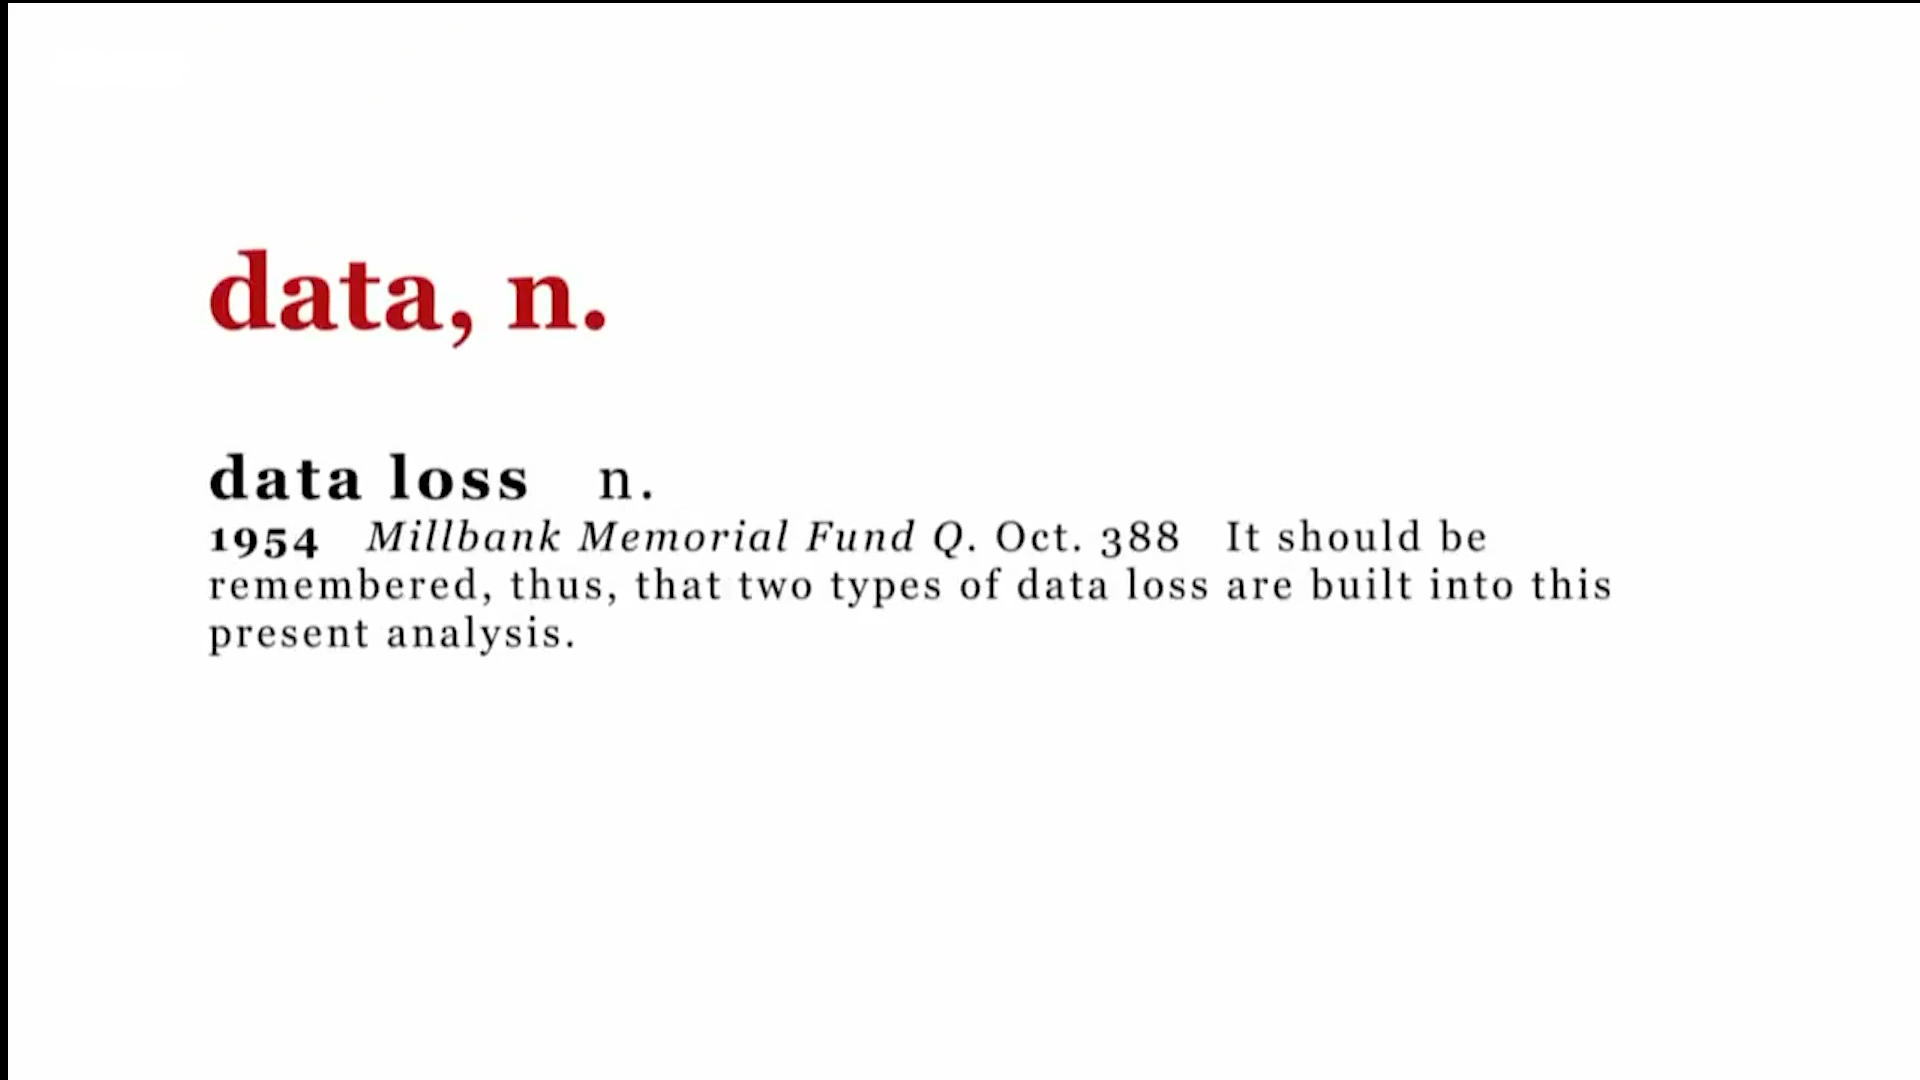 data, n.
data loss n.
1954 Millbank Memorial Fund Q. Oct. 388 It should be
remembered, thus, that two types of data loss are built into this
present analysis.